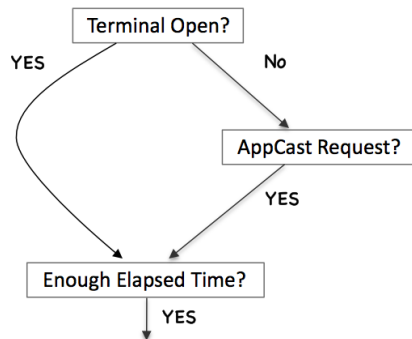 Terminal Open?
YES
No
AppCast Request?
YES
Enough Elapsed Time?
YES